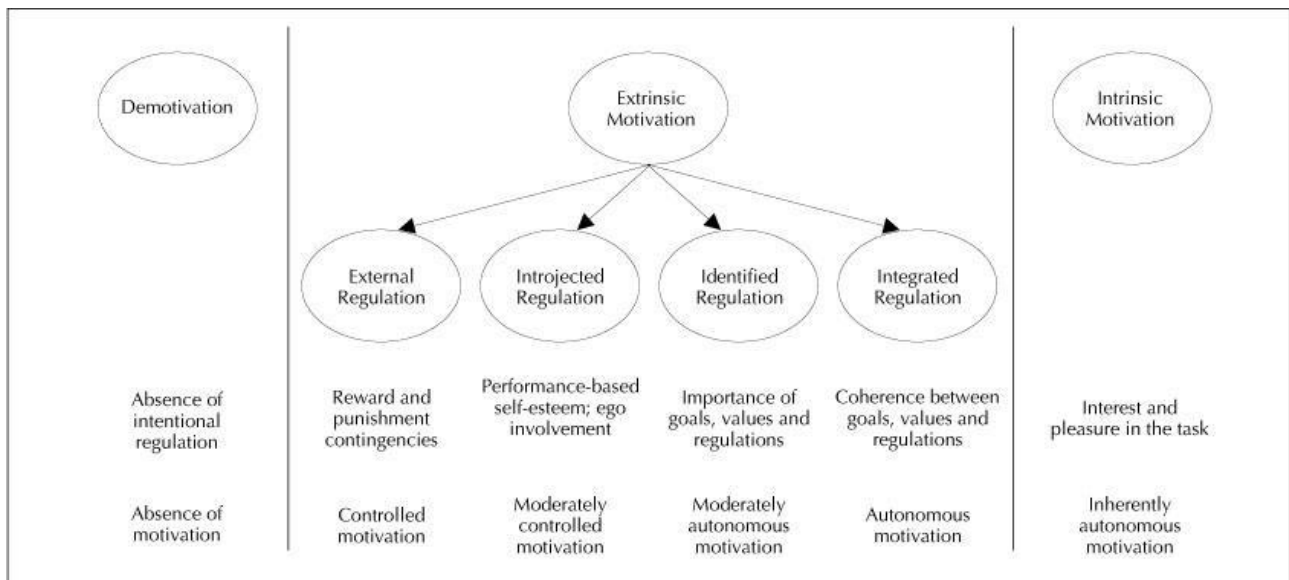 Demotivation
Extrinsic
Motivation
Intrinsic
Motivation
External
Regulation
Introjected
Regulation
Identified
Regulation
Integrated
Regulation
Absence of
intentional
regulation
Reward and
punishment
contingencies
Performance-based
self-esteem; ego
involvement
Importance of
goals, values and
regulations
Coherence between
goals, values and
regulations
Interest and
pleasure in the task
Absence of
motivation
Controlled
motivation
Moderately
controlled
motivation
Moderately
autonomous
motivation
Autonomous
motivation
Inherently
autonomous
motivation